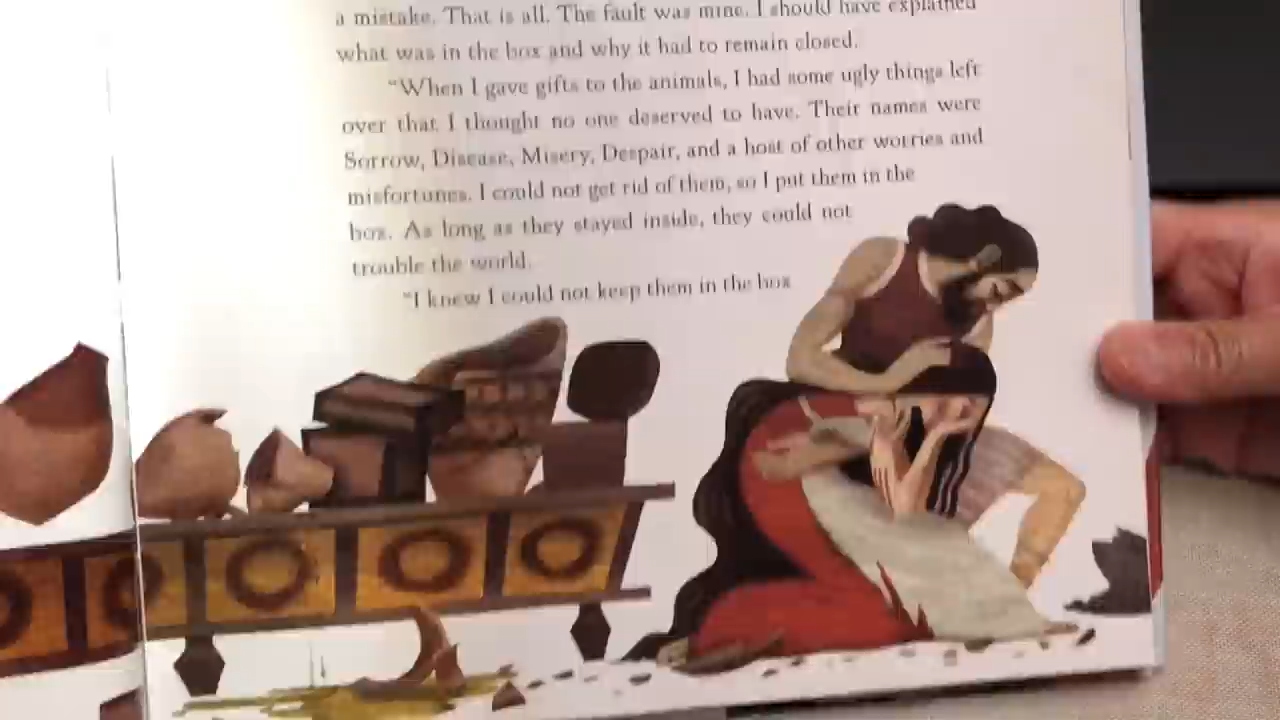 a mistake. That is all. The fault was mine. I should have explained
what was in the box and why it had to remain closed.
"When I gave gifts to the animals, I had some ugly things left
over that I thought no one deserved to have. Their names were
Sorrow, Disease, Misery, Despair, and a host of other worries and
misfortunes. I could not get rid of them, so I put them in the
box. As long as they stayed inside, they could not
trouble the world.
"I knew I could not keep them in the box